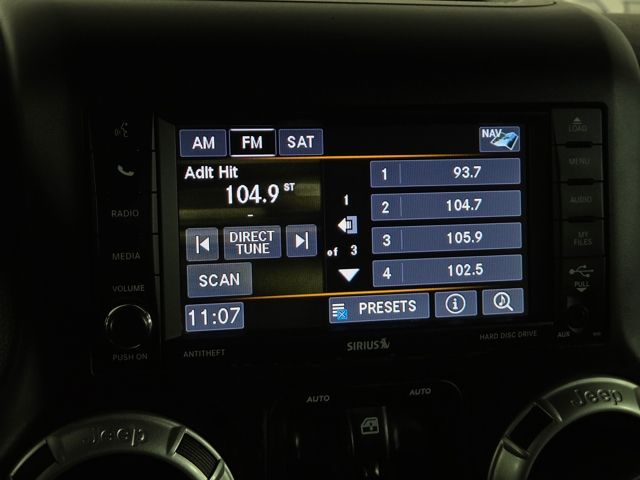 AM FM SAT NAV
Adlt Hit
104.9 ST
1 93.7
2 104.7
3 105.9
4 102.5
1
of 3
DIRECT
TUNE
SCAN
11:07
PRESETS
RADIO
MEDIA
VOLUME
PUSH ON
ANTITHEFT
SIRIUS
HARD DISC DRIVE
LOAD
MENU
AUDIO
MY
FILES
PULL
AUX
AUTO
AUTO
Jeep
Jeep